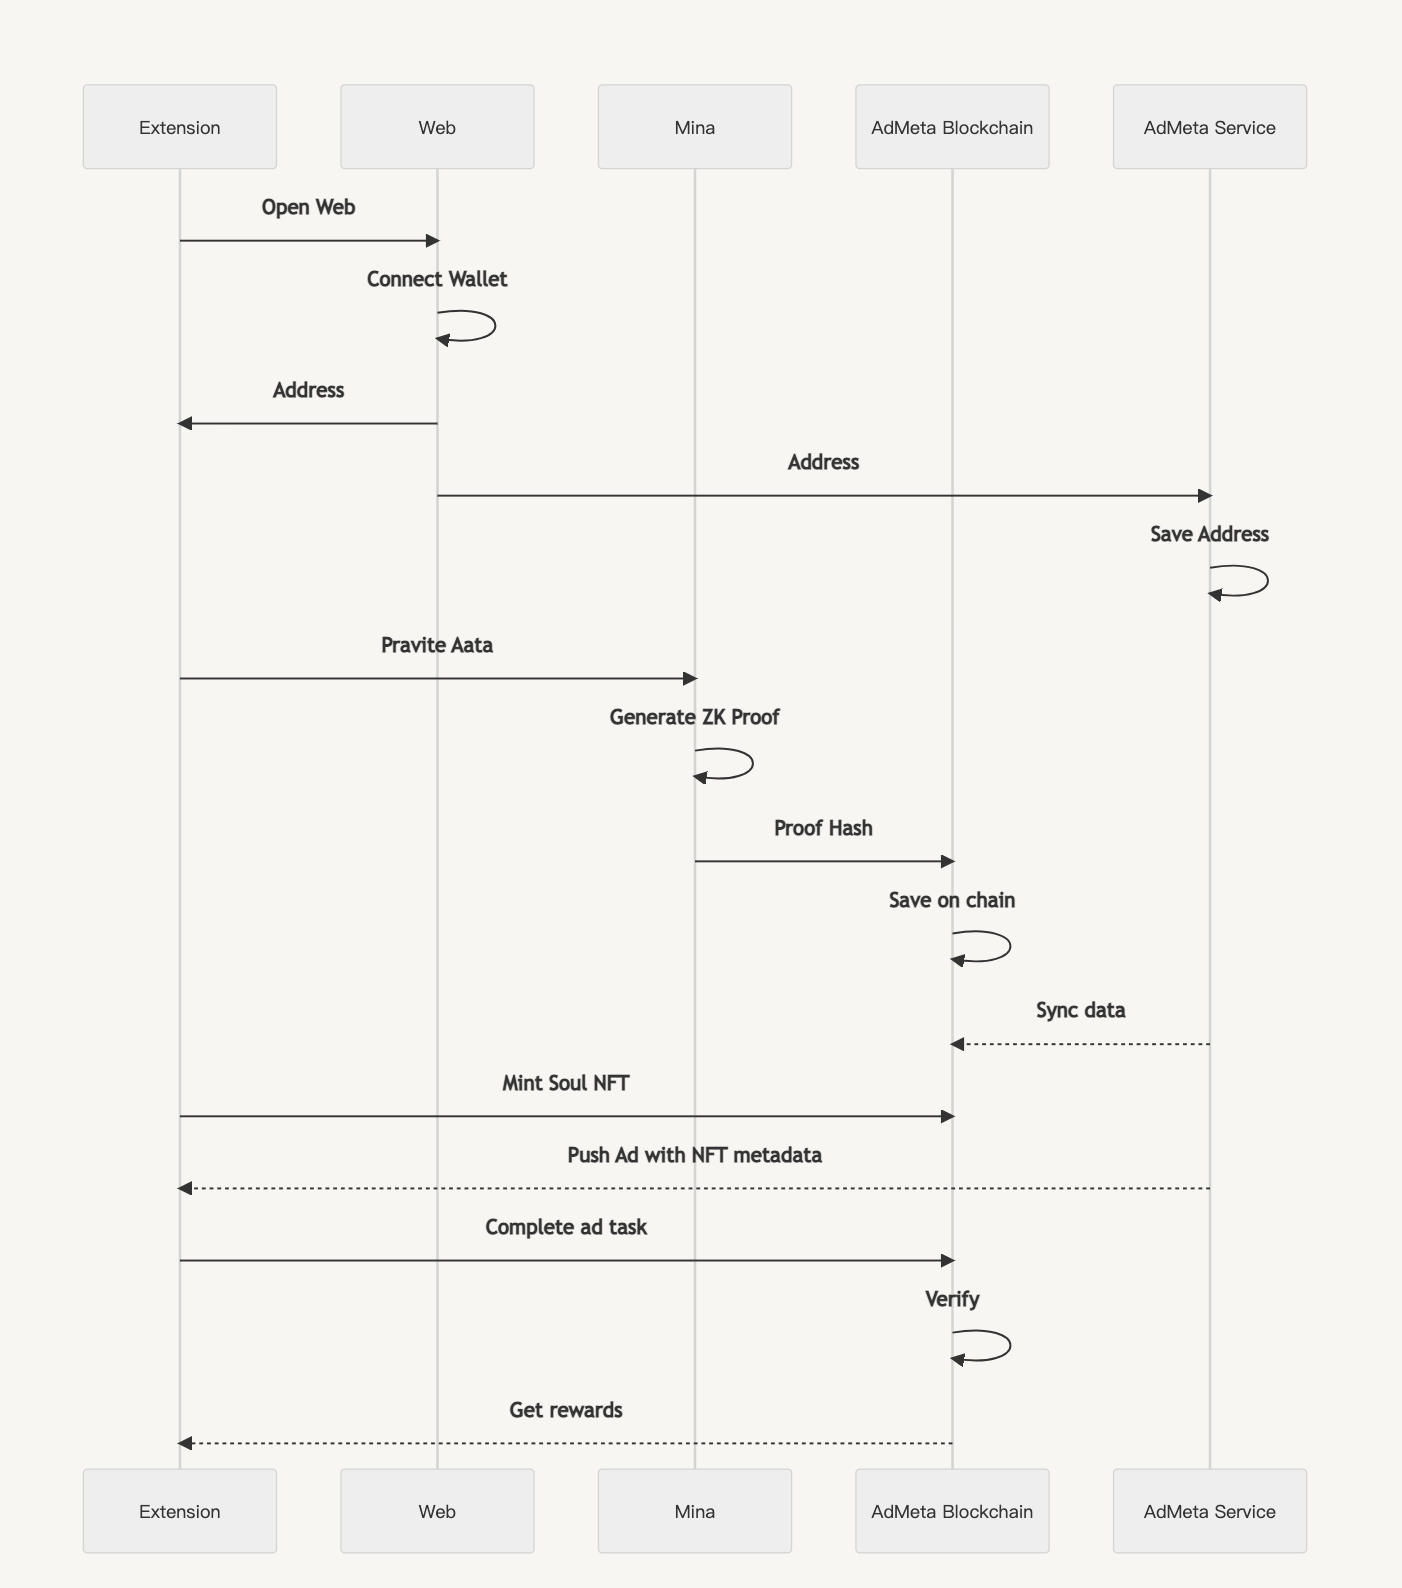 Extension
Web
Mina
AdMeta Blockchain
AdMeta Service
Open Web
Connect Wallet
Address
Address
Save Address
Pravite Aata
Generate ZK Proof
Proof Hash
Save on chain
Sync data
Mint Soul NFT
Push Ad with NFT metadata
Complete ad task
Verify
Get rewards
Extension
Web
Mina
AdMeta Blockchain
AdMeta Service